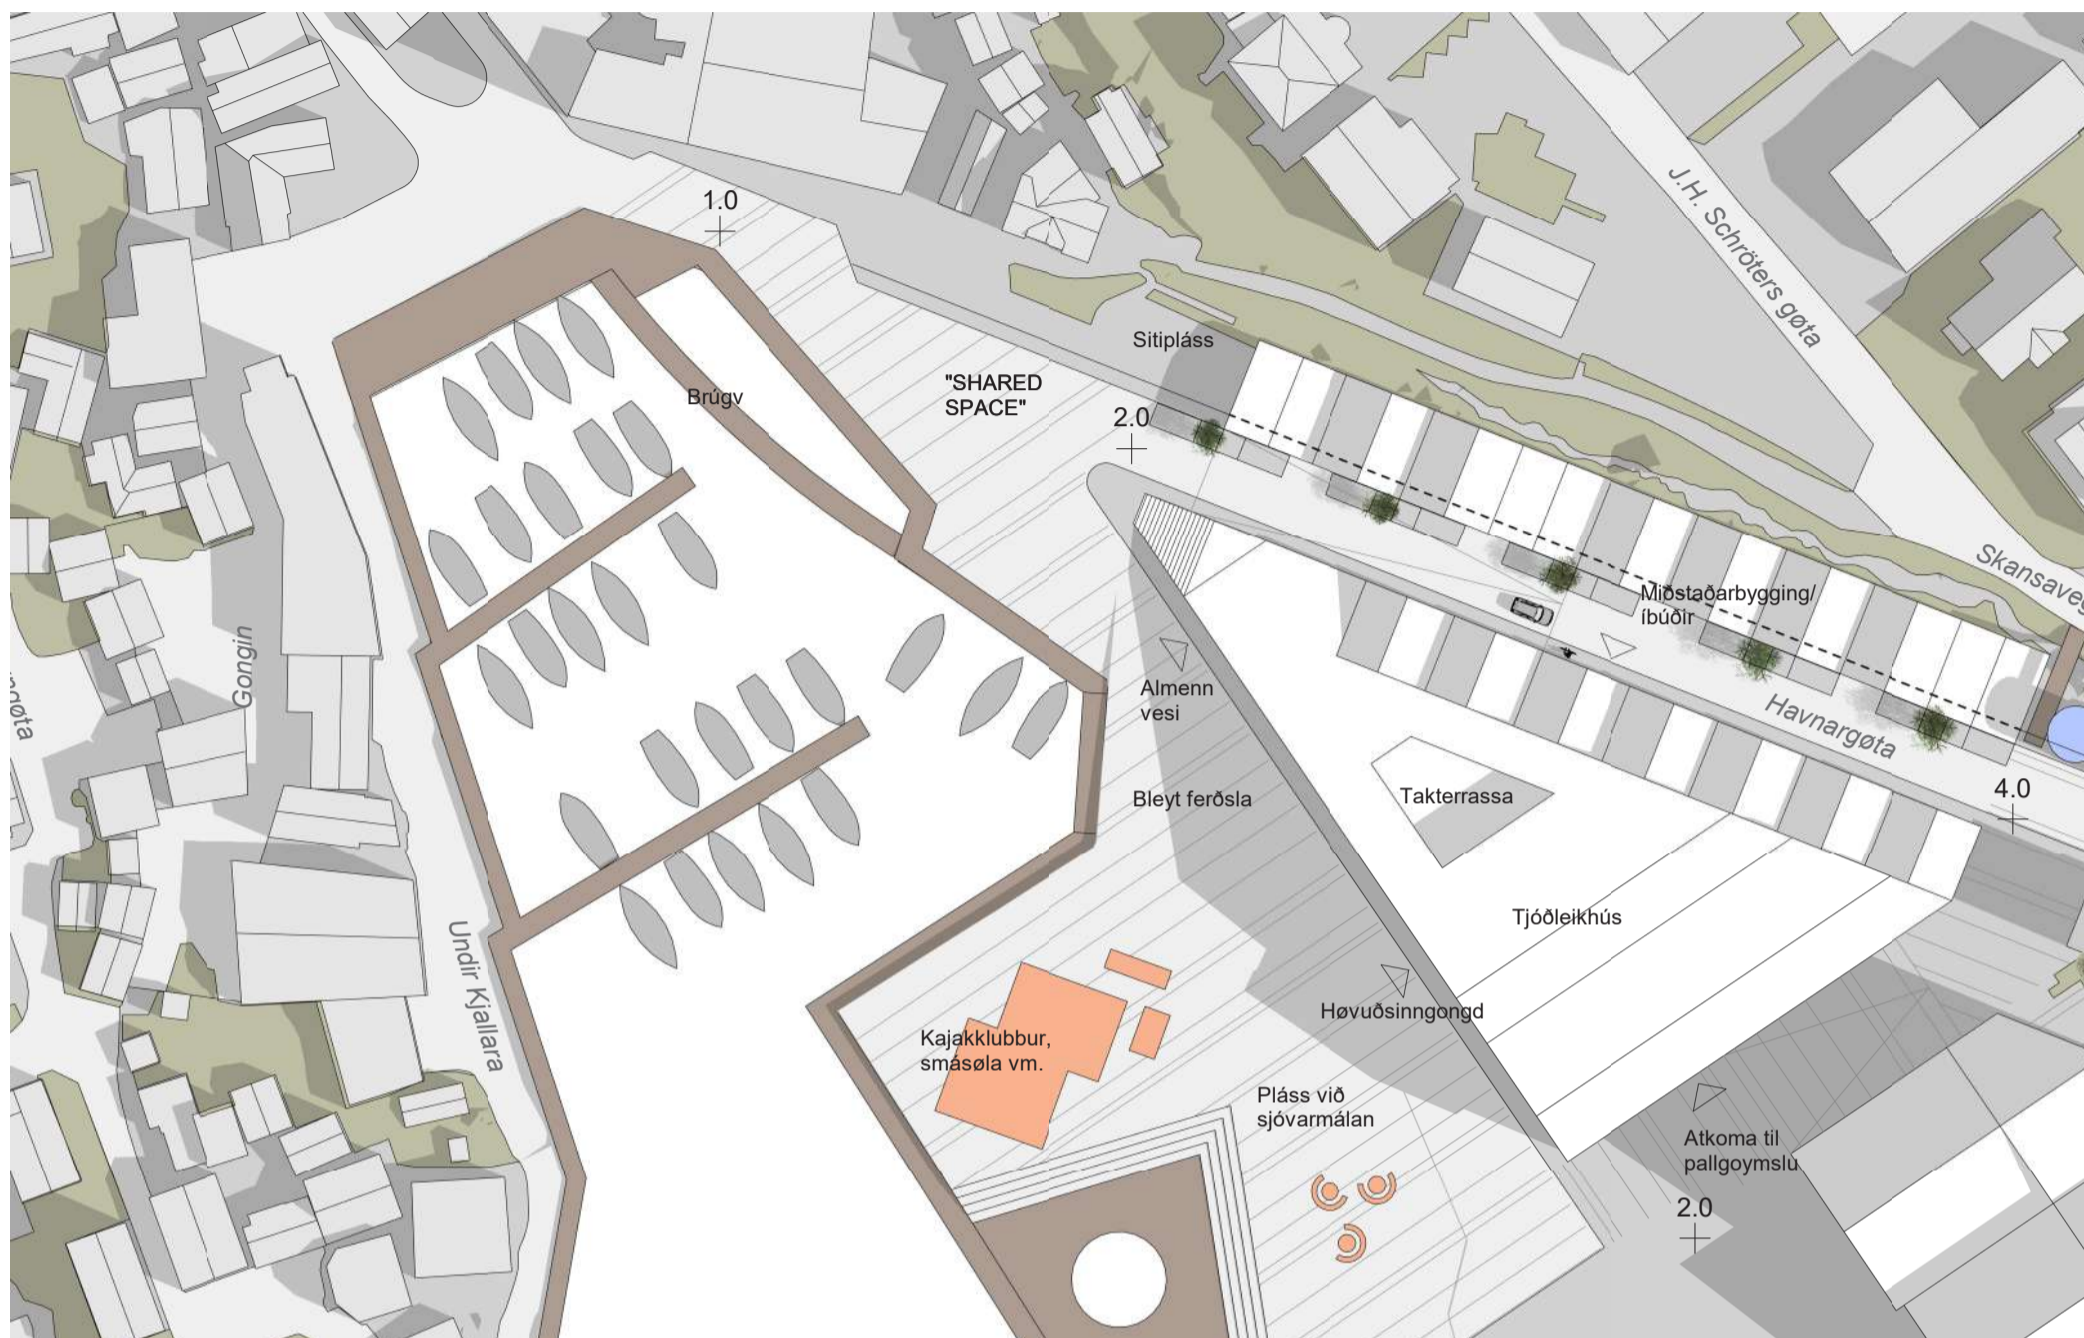 1.0
J.H. Schröters gøta
Sitipláss
"SHARED
SPACE"
Brúgv
2.0
Skansaveg
Miðstaðarbygging/
íbúðir
Gongin
Almenn
vesi
Havnargøta
4.0
Bleyt ferðsla
Takterrassa
Tjóðleikhús
Undir Kjallara
Høvuðsinngongd
Kajakklubbur,
smásøla vm.
Pláss við
sjóvarmálan
Atkoma til
pallgoymslu
2.0